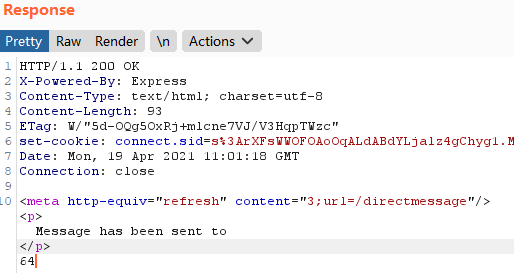 Response
Pretty Raw Render \n Actions
1 HTTP/1.1 200 OK
2 X-Powered-By: Express
3 Content-Type: text/html; charset=utf-8
4 Content-Length: 93
5 ETag: W/"5d-OQg5OxRj+mlcne7VJ/V3HqpTWzc"
6 set-cookie: connect.sid=s%3ArXFsWWOFOAoOqALdABdYLjalz4gChyg1.M
7 Date: Mon, 19 Apr 2021 11:01:18 GMT
8 Connection: close
9
10 <meta http-equiv="refresh" content="3;url=/directmessage"/>
<p>
Message has been sent to
</p>
64